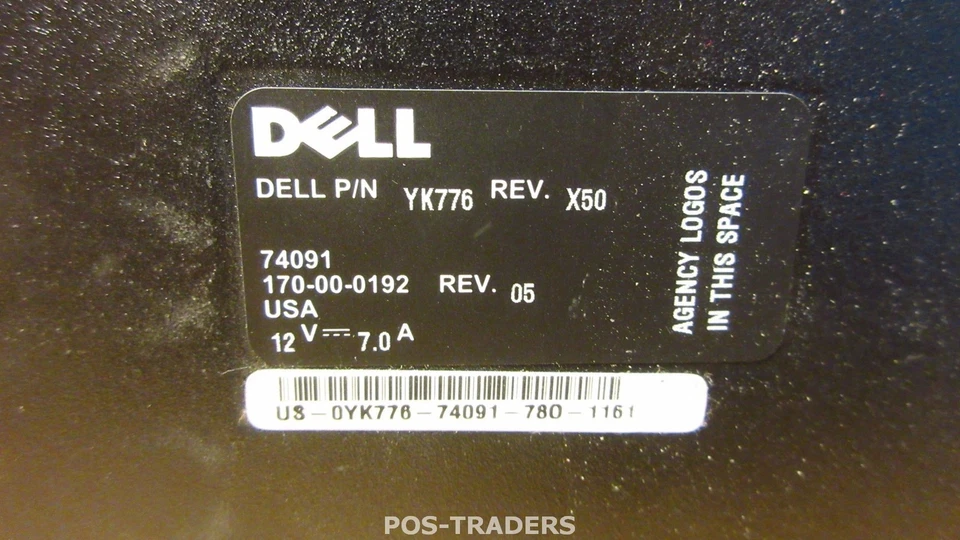 DELL
DELL P/N YK776 REV. X50
74091
170-00-0192 REV. 05
USA
12 V⎓ 7.0 A
AGENCY LOGOS
IN THIS SPACE
US-0YK776-74091-780-1161
POS-TRADERS